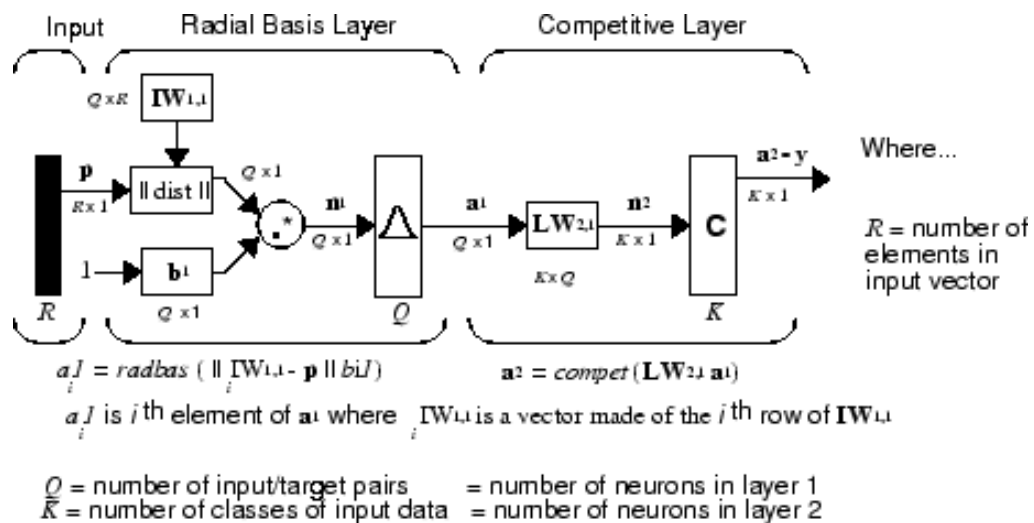 Input Radial Basis Layer Competitive Layer
Q x R IW1,1
p R x 1 || dist || Q x 1
.* n1 Q x 1
a1 Q x 1 LW2,1 n2 K x 1 C a2 = y K x 1
K x Q
1 b1 Q x 1
R Q K
Where...
R = number of
elements in
input vector
ai1 = radbas ( || iIW1,1 - p || bi1)
a2 = compet (LW2,1 a1)
ai1 is i th element of a1 where iIW1,1 is a vector made of the i th row of IW1,1
Q = number of input/target pairs = number of neurons in layer 1
K = number of classes of input data = number of neurons in layer 2